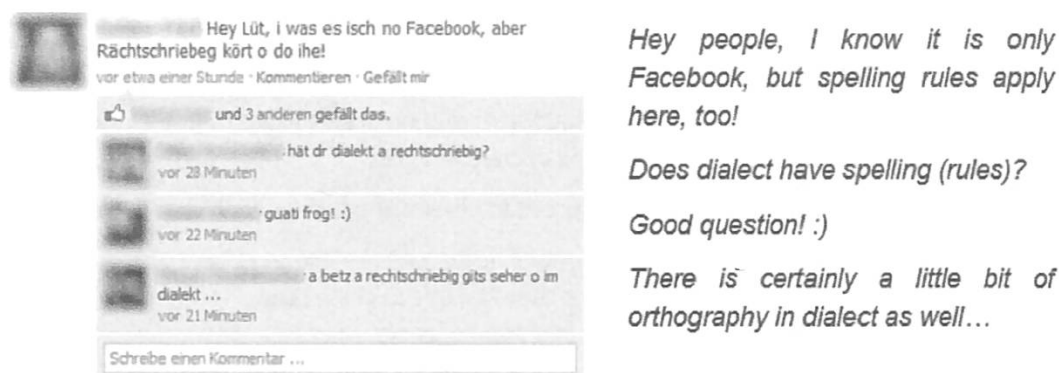 Hey Lüt, i was es isch no Facebook, aber
Rächtschriebeg kört o do ihe!
vor etwa einer Stunde · Kommentieren · Gefällt mir
und 3 anderen gefällt das.
hät dr dialekt a rechtschriebig?
vor 28 Minuten
guati frog! :)
vor 22 Minuten
a betz a rechtschriebig gits seher o im
dialekt ...
vor 21 Minuten
Schreibe einen Kommentar ...
Hey people, I know it is only
Facebook, but spelling rules apply
here, too!
Does dialect have spelling (rules)?
Good question! :)
There is certainly a little bit of
orthography in dialect as well…